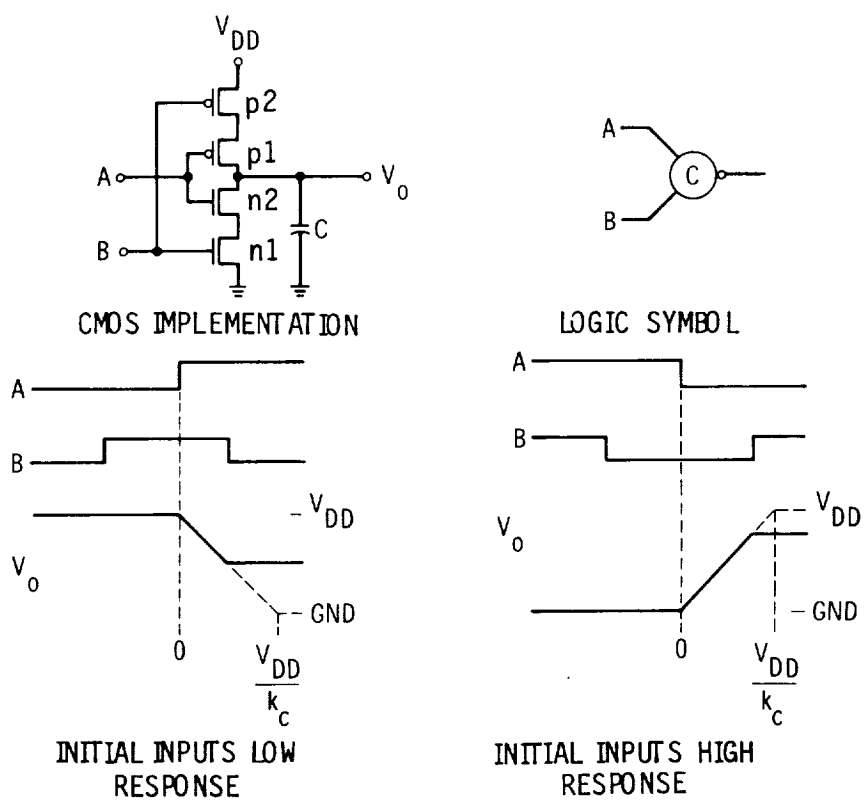 V_DD
p2
p1
A
V_o
n2
B
C
n1
CMOS IMPLEMENTATION
A
C
B
LOGIC SYMBOL
A
B
V_DD
V_o
GND
0
V_DD
k_c
INITIAL INPUTS LOW
RESPONSE
A
B
V_DD
V_o
GND
0
V_DD
k_c
INITIAL INPUTS HIGH
RESPONSE